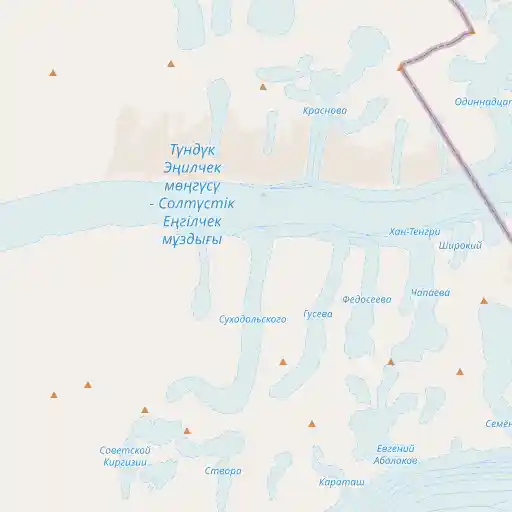 Краснова
Одиннадцат
Түндүк
Эңилчек
мөңгүсү
- Солтүстік
Еңгілчек
мұздығы
Хан-Тенгри
Широкий
Чапаева
Федосеева
Гусева
Суходольского
Семён
Советской
Киргизии
Евгений
Абалаков
Створа
Караташ